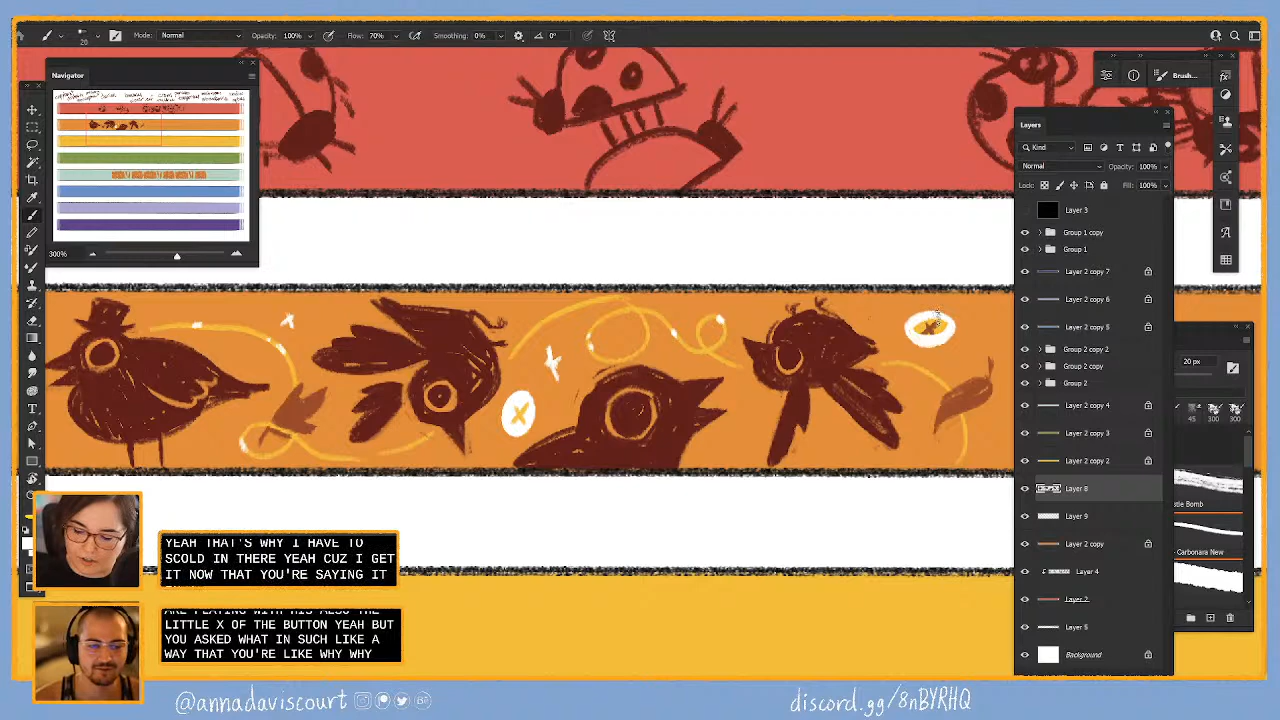 Mode: Normal Opacity: 100% Flow: 70% Smoothing: 0% 0°
20
Navigator
300%
Brush...
Layers
Kind
Normal Opacity: 100%
Lock: Fill: 100%
Layer 3
Group 1 copy
Group 1
Layer 2 copy 7
Layer 2 copy 6
Layer 2 copy 5
Group 2 copy 2
Group 2 copy
Group 2
Layer 2 copy 4
Layer 2 copy 3
Layer 2 copy 2
Layer 8
Layer 9
Layer 2 copy
Layer 4
Layer 2
Layer 5
Background
20 px
45 300 300
stle Bomb
Carbonara New
YEAH THAT'S WHY I HAVE TO
SCOLD IN THERE YEAH CUZ I GET
IT NOW THAT YOU'RE SAYING IT
ARE PLAYING WITH HIS ALSO THE
LITTLE X OF THE BUTTON YEAH BUT
YOU ASKED WHAT IN SUCH LIKE A
WAY THAT YOU'RE LIKE WHY WHY
@annadaviscourt
discord.gg/8nBYRHQ